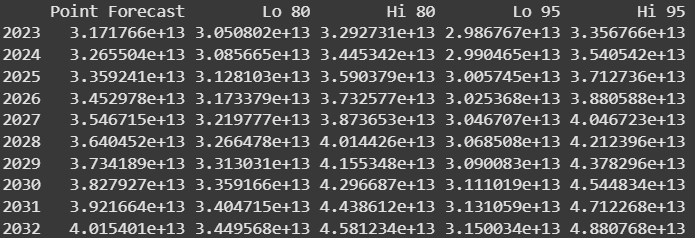 Point Forecast Lo 80 Hi 80 Lo 95 Hi 95
2023 3.171766e+13 3.050802e+13 3.292731e+13 2.986767e+13 3.356766e+13
2024 3.265504e+13 3.085665e+13 3.445342e+13 2.990465e+13 3.540542e+13
2025 3.359241e+13 3.128103e+13 3.590379e+13 3.005745e+13 3.712736e+13
2026 3.452978e+13 3.173379e+13 3.732577e+13 3.025368e+13 3.880588e+13
2027 3.546715e+13 3.219777e+13 3.873653e+13 3.046707e+13 4.046723e+13
2028 3.640452e+13 3.266478e+13 4.014426e+13 3.068508e+13 4.212396e+13
2029 3.734189e+13 3.313031e+13 4.155348e+13 3.090083e+13 4.378296e+13
2030 3.827927e+13 3.359166e+13 4.296687e+13 3.111019e+13 4.544834e+13
2031 3.921664e+13 3.404715e+13 4.438612e+13 3.131059e+13 4.712268e+13
2032 4.015401e+13 3.449568e+13 4.581234e+13 3.150034e+13 4.880768e+13